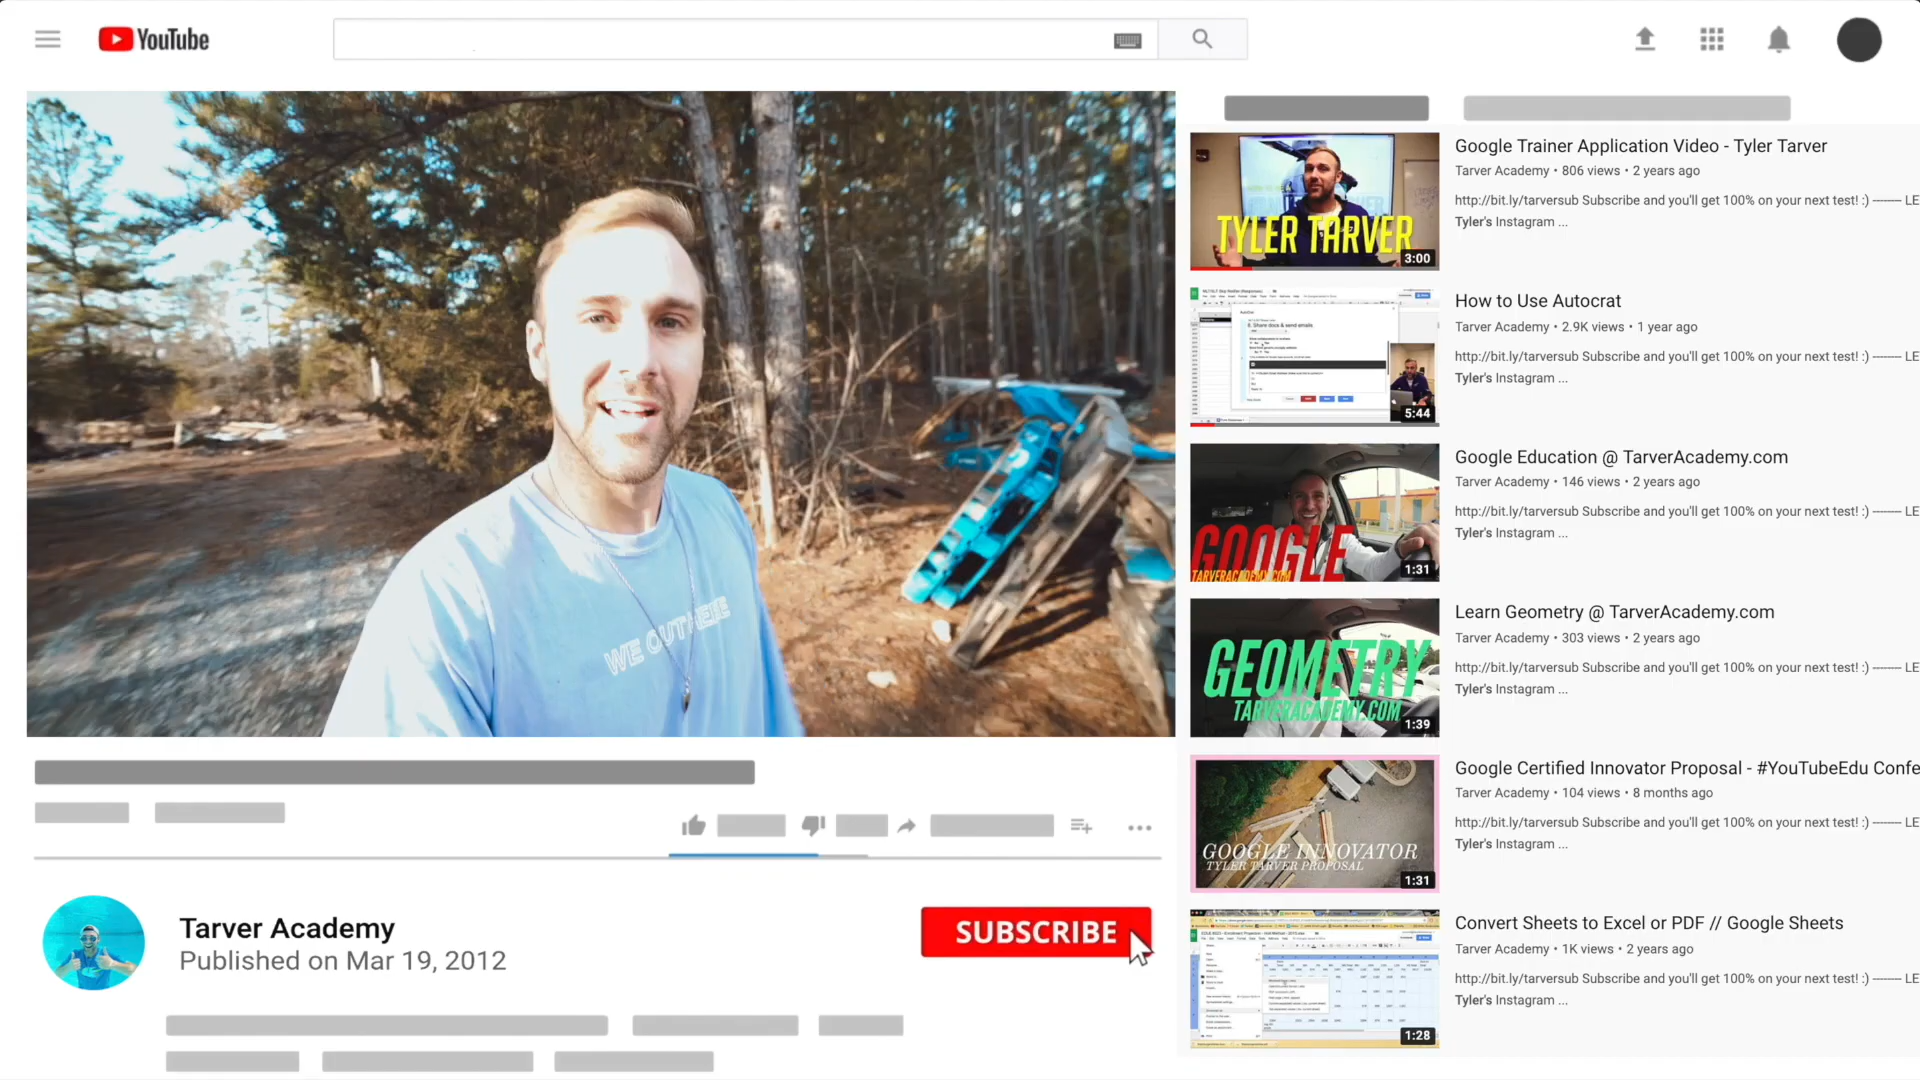 YouTube
Google Trainer Application Video - Tyler Tarver
Tarver Academy • 806 views • 2 years ago
http://bit.ly/tarversub Subscribe and you'll get 100% on your next test! :) -------- LE
Tyler's Instagram ...
TYLER TARVER
3:00
How to Use Autocrat
Tarver Academy • 2.9K views • 1 year ago
http://bit.ly/tarversub Subscribe and you'll get 100% on your next test! :) -------- LE
Tyler's Instagram ...
6. Share docs & send emails
5:44
Google Education @ TarverAcademy.com
Tarver Academy • 146 views • 2 years ago
http://bit.ly/tarversub Subscribe and you'll get 100% on your next test! :) -------- LE
Tyler's Instagram ...
GOOGLE
TARVERACADEMY.COM
1:31
Learn Geometry @ TarverAcademy.com
Tarver Academy • 303 views • 2 years ago
http://bit.ly/tarversub Subscribe and you'll get 100% on your next test! :) -------- LE
Tyler's Instagram ...
GEOMETRY
TARVERACADEMY.COM
1:39
Google Certified Innovator Proposal - #YouTubeEdu Confe
Tarver Academy • 104 views • 8 months ago
http://bit.ly/tarversub Subscribe and you'll get 100% on your next test! :) -------- LE
Tyler's Instagram ...
GOOGLE INNOVATOR
TYLER TARVER PROPOSAL
1:31
Convert Sheets to Excel or PDF // Google Sheets
Tarver Academy • 1K views • 2 years ago
http://bit.ly/tarversub Subscribe and you'll get 100% on your next test! :) -------- LE
Tyler's Instagram ...
1:28
WE OUTHERE
Tarver Academy
Published on Mar 19, 2012
SUBSCRIBE